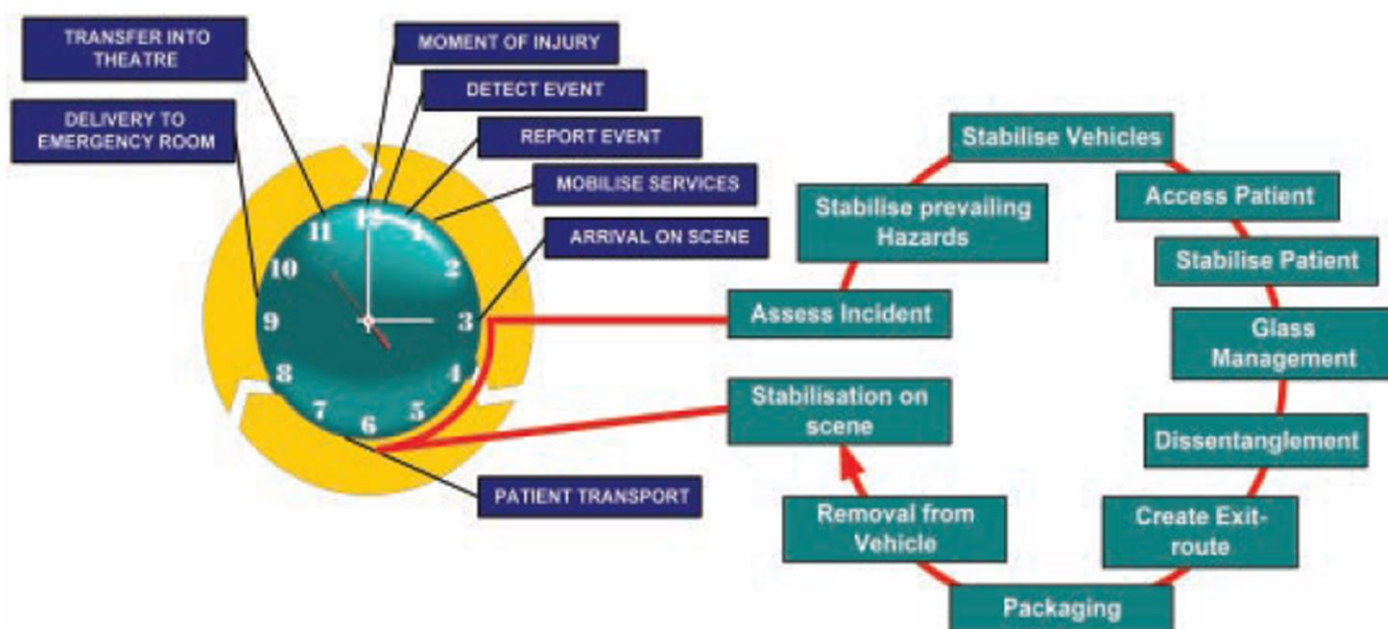 TRANSFER INTO
THEATRE
DELIVERY TO
EMERGENCY ROOM
MOMENT OF INJURY
DETECT EVENT
REPORT EVENT
MOBILISE SERVICES
ARRIVAL ON SCENE
PATIENT TRANSPORT
12
1
2
3
4
5
6
7
8
9
10
11
Assess Incident
Stabilise prevailing
Hazards
Stabilise Vehicles
Access Patient
Stabilise Patient
Glass
Management
Dissentanglement
Create Exit-
route
Packaging
Removal from
Vehicle
Stabilisation on
scene